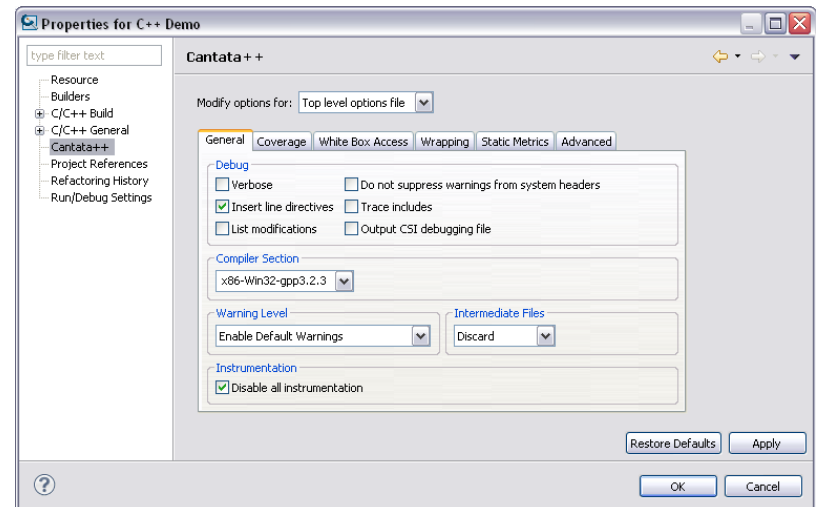 Properties for C++ Demo
type filter text
Cantata++
Resource
Builders
C/C++ Build
C/C++ General
Cantata++
Project References
Refactoring History
Run/Debug Settings
Modify options for: Top level options file
General Coverage White Box Access Wrapping Static Metrics Advanced
Debug
Verbose Do not suppress warnings from system headers
Insert line directives Trace includes
List modifications Output CSI debugging file
Compiler Section
x86-Win32-gpp3.2.3
Warning Level Intermediate Files
Enable Default Warnings Discard
Instrumentation
Disable all instrumentation
Restore Defaults Apply
? OK Cancel